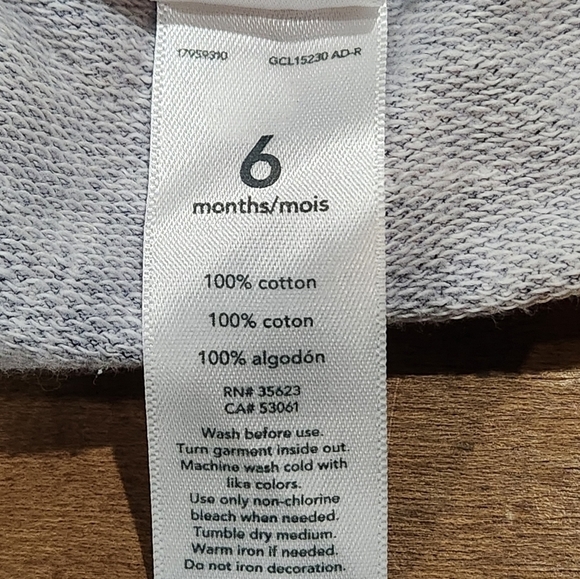 17959310 GCL15230 AD-R
6
months/mois
100% cotton
100% coton
100% algodón
RN# 35623
CA# 53061
Wash before use.
Turn garment inside out.
Machine wash cold with
like colors.
Use only non-chlorine
bleach when needed.
Tumble dry medium.
Warm iron if needed.
Do not iron decoration.